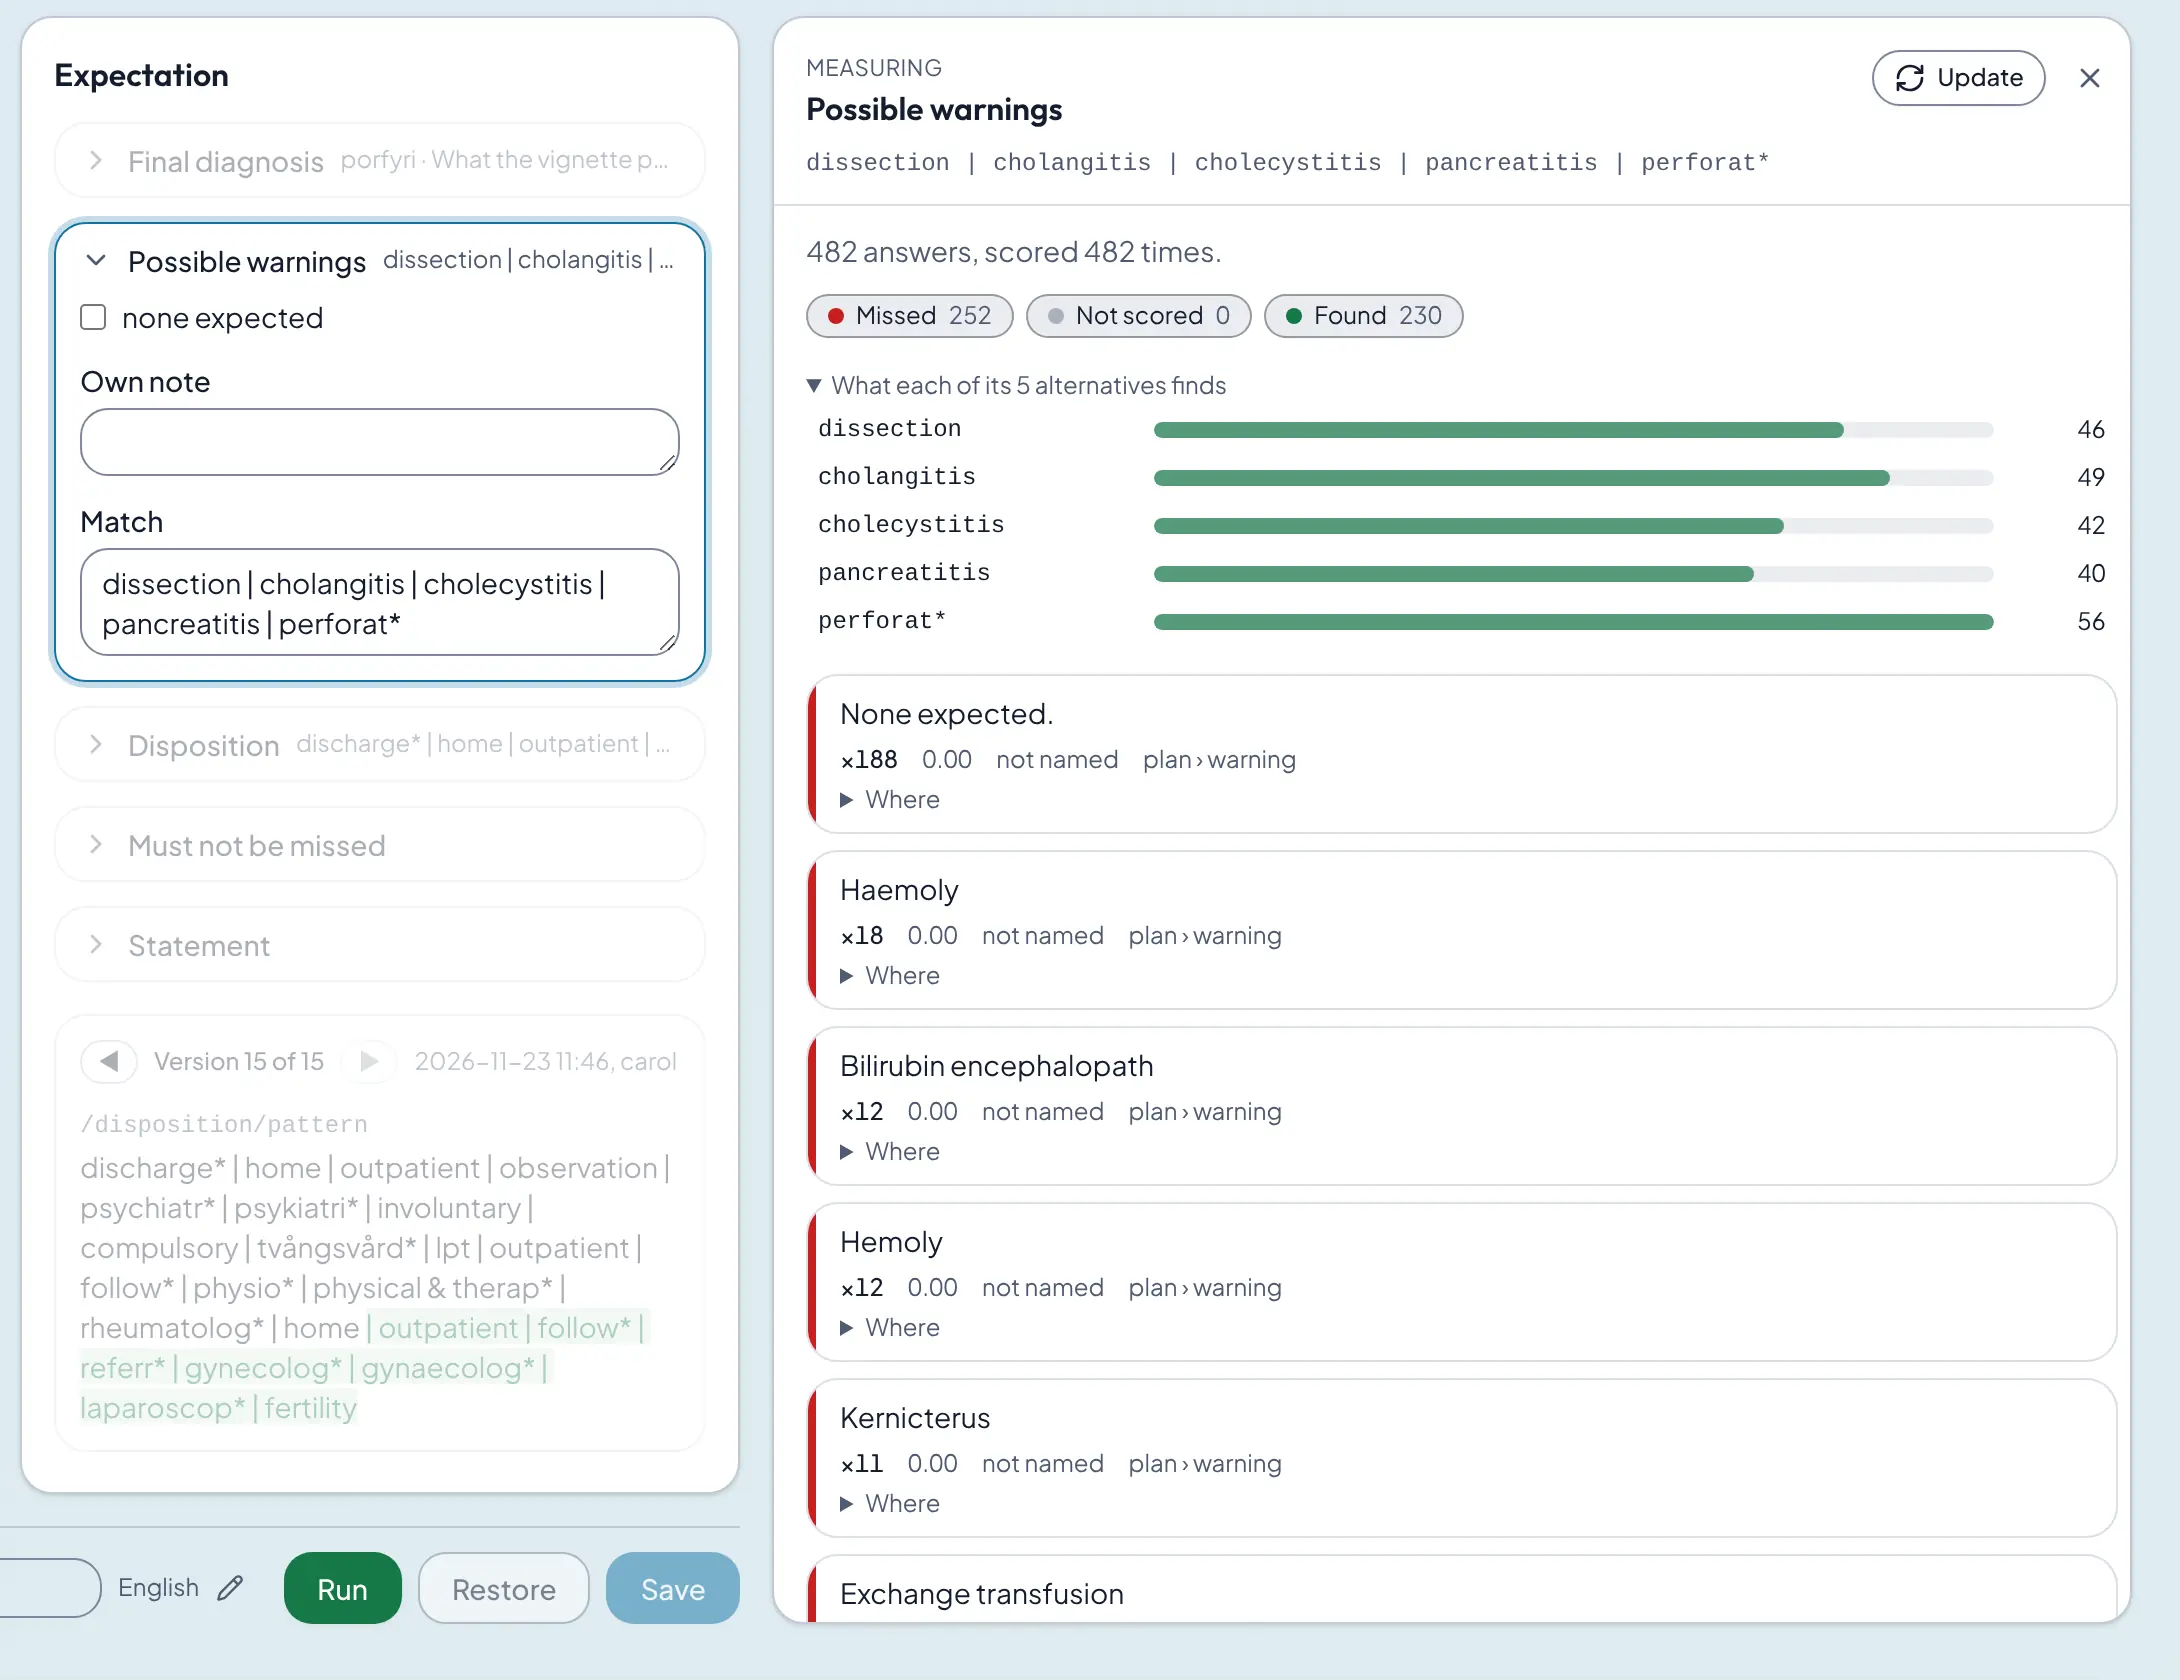 Expectation
Final diagnosis porfyri · What the vignette p...
Possible warnings dissection | cholangitis | ...
none expected
Own note
Match
dissection | cholangitis | cholecystitis |
pancreatitis | perforat*
Disposition discharge* | home | outpatient | ...
Must not be missed
Statement
Version 15 of 15 2026-11-23 11:46, carol
/disposition/pattern
discharge* | home | outpatient | observation |
psychiatr* | psykiatri* | involuntary |
compulsory | tvångsvård* | lpt | outpatient |
follow* | physio* | physical & therap* |
rheumatolog* | home | outpatient | follow* |
referr* | gynecolog* | gynaecolog* |
laparoscop* | fertility
English
Run
Restore
Save
MEASURING
Possible warnings
Update
dissection | cholangitis | cholecystitis | pancreatitis | perforat*
482 answers, scored 482 times.
Missed 252
Not scored 0
Found 230
What each of its 5 alternatives finds
dissection 46
cholangitis 49
cholecystitis 42
pancreatitis 40
perforat* 56
None expected.
×188 0.00 not named plan › warning
Where
Haemoly
×18 0.00 not named plan › warning
Where
Bilirubin encephalopath
×12 0.00 not named plan › warning
Where
Hemoly
×12 0.00 not named plan › warning
Where
Kernicterus
×11 0.00 not named plan › warning
Where
Exchange transfusion